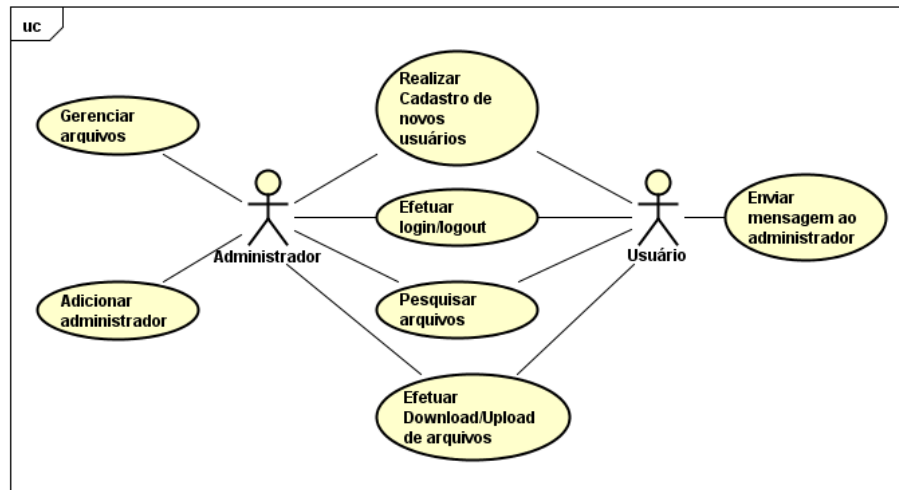 uc
Gerenciar
arquivos
Realizar
Cadastro de
novos
usuários
Efetuar
login/logout
Enviar
mensagem ao
administrador
Administrador
Usuário
Adicionar
administrador
Pesquisar
arquivos
Efetuar
Download/Upload
de arquivos